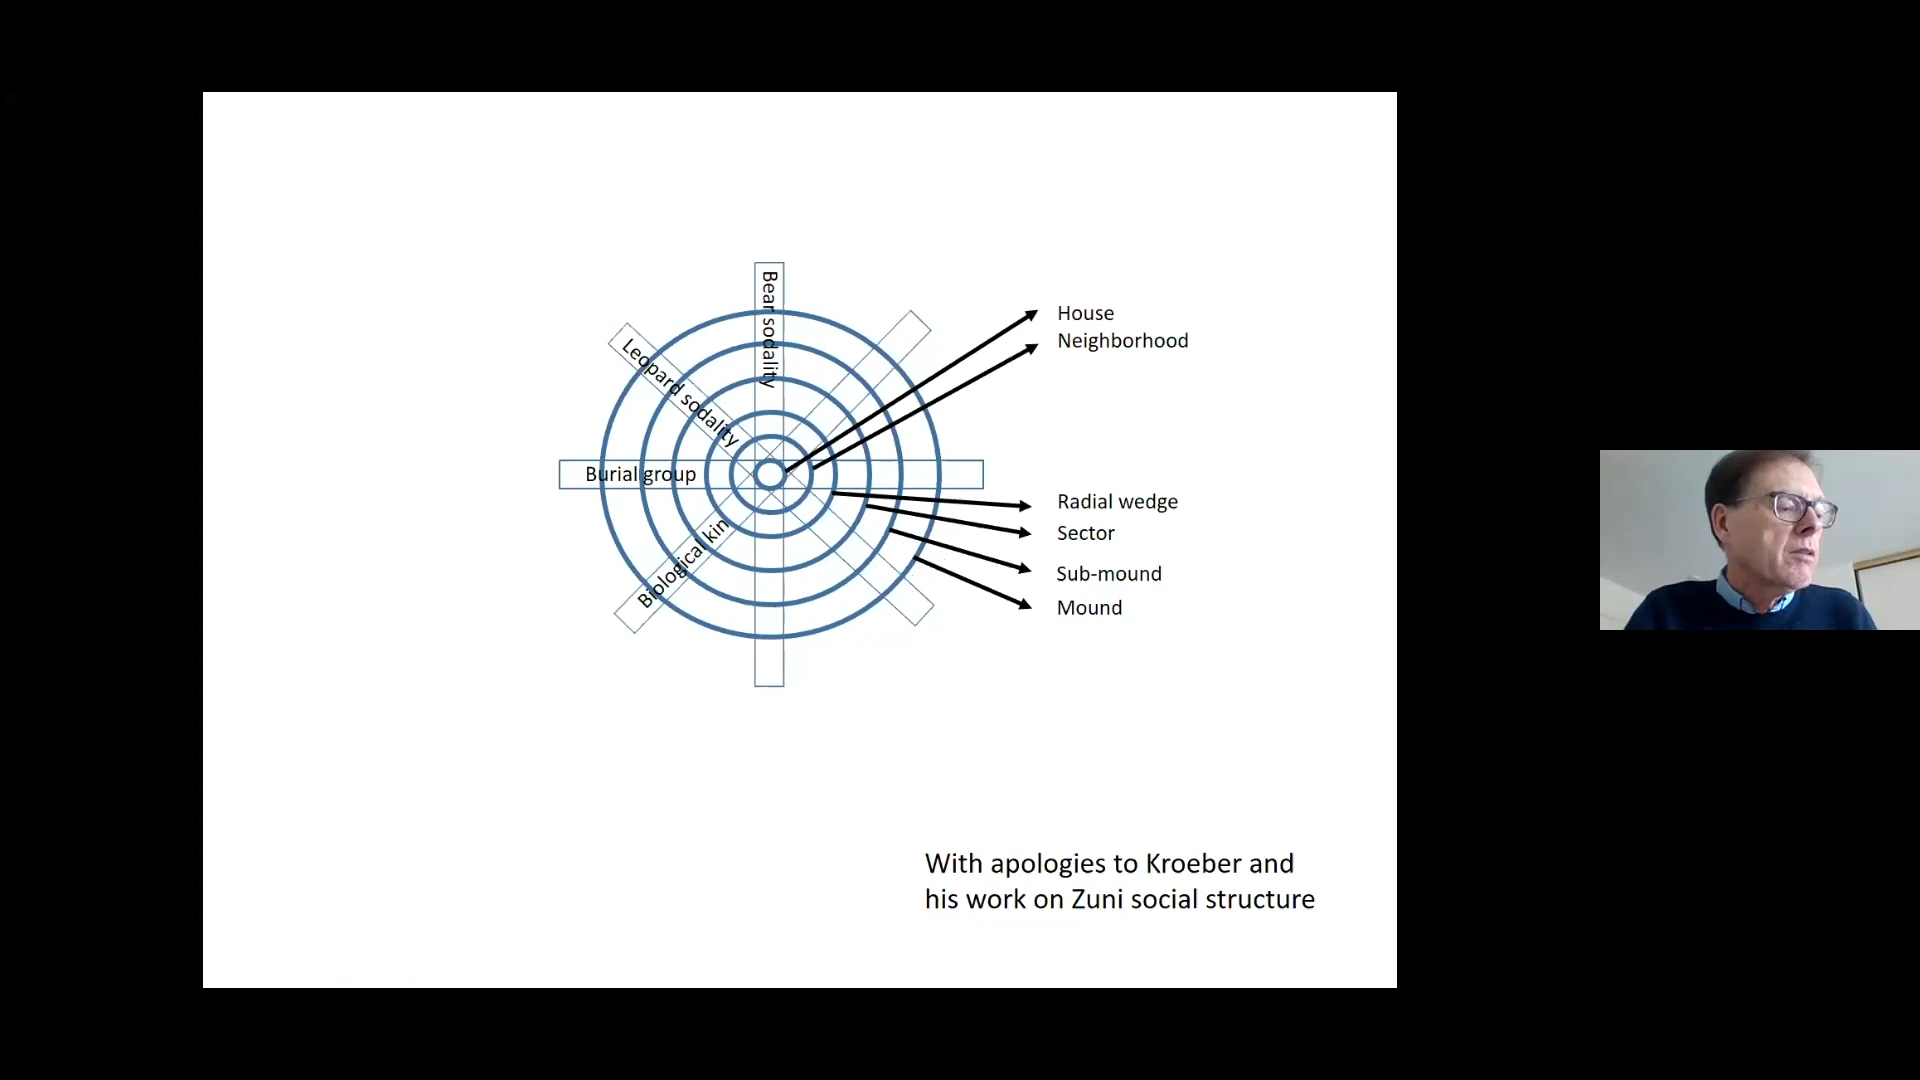 Bear sodality
Leopard sodality
Burial group
Biological kin
House
Neighborhood
Radial wedge
Sector
Sub-mound
Mound
With apologies to Kroeber and
his work on Zuni social structure